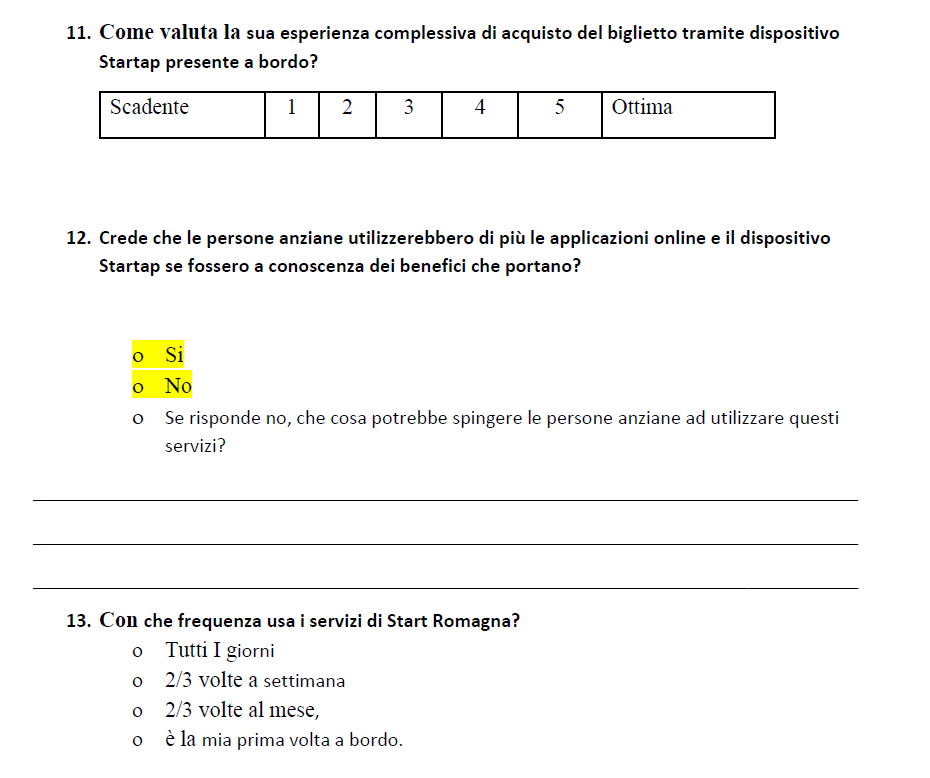 11. Come valuta la sua esperienza complessiva di acquisto del biglietto tramite dispositivo
Startap presente a bordo?
Scadente 1 2 3 4 5 Ottima
12. Crede che le persone anziane utilizzerebbero di più le applicazioni online e il dispositivo
Startap se fossero a conoscenza dei benefici che portano?
o Si
o No
o Se risponde no, che cosa potrebbe spingere le persone anziane ad utilizzare questi
servizi?
13. Con che frequenza usa i servizi di Start Romagna?
o Tutti I giorni
o 2/3 volte a settimana
o 2/3 volte al mese,
o è la mia prima volta a bordo.